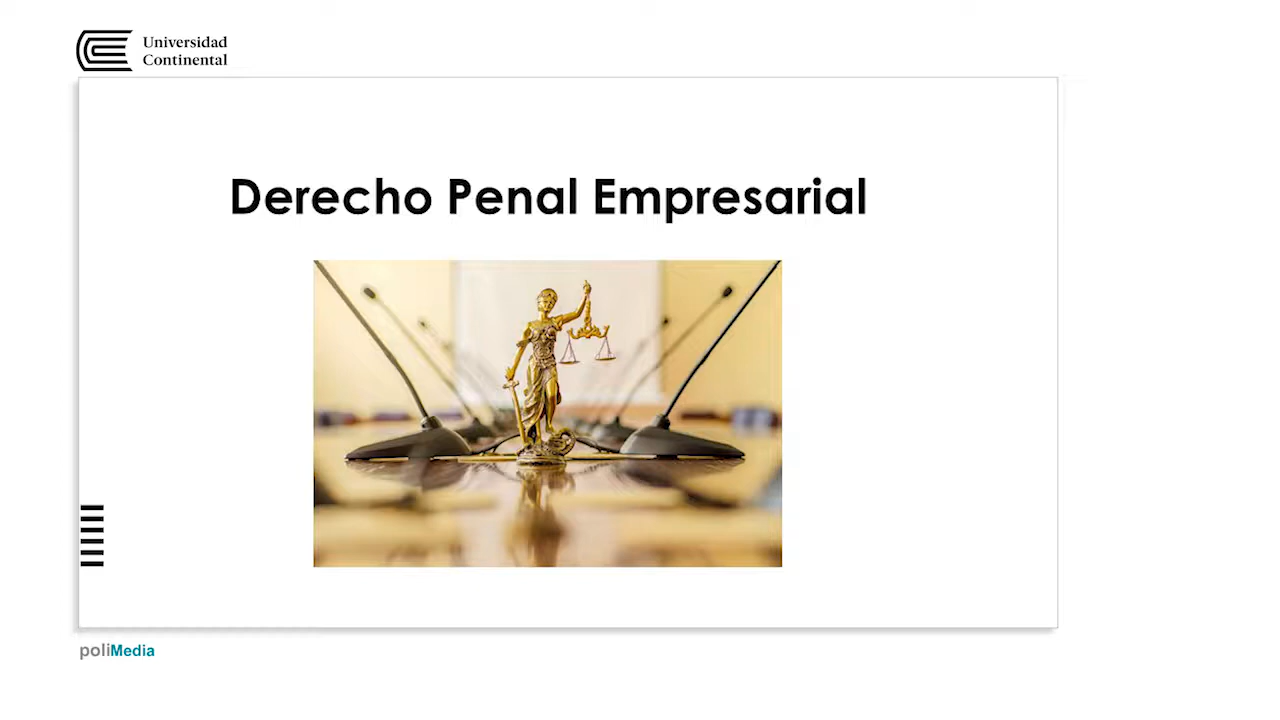 Universidad
Continental
Derecho Penal Empresarial
poliMedia